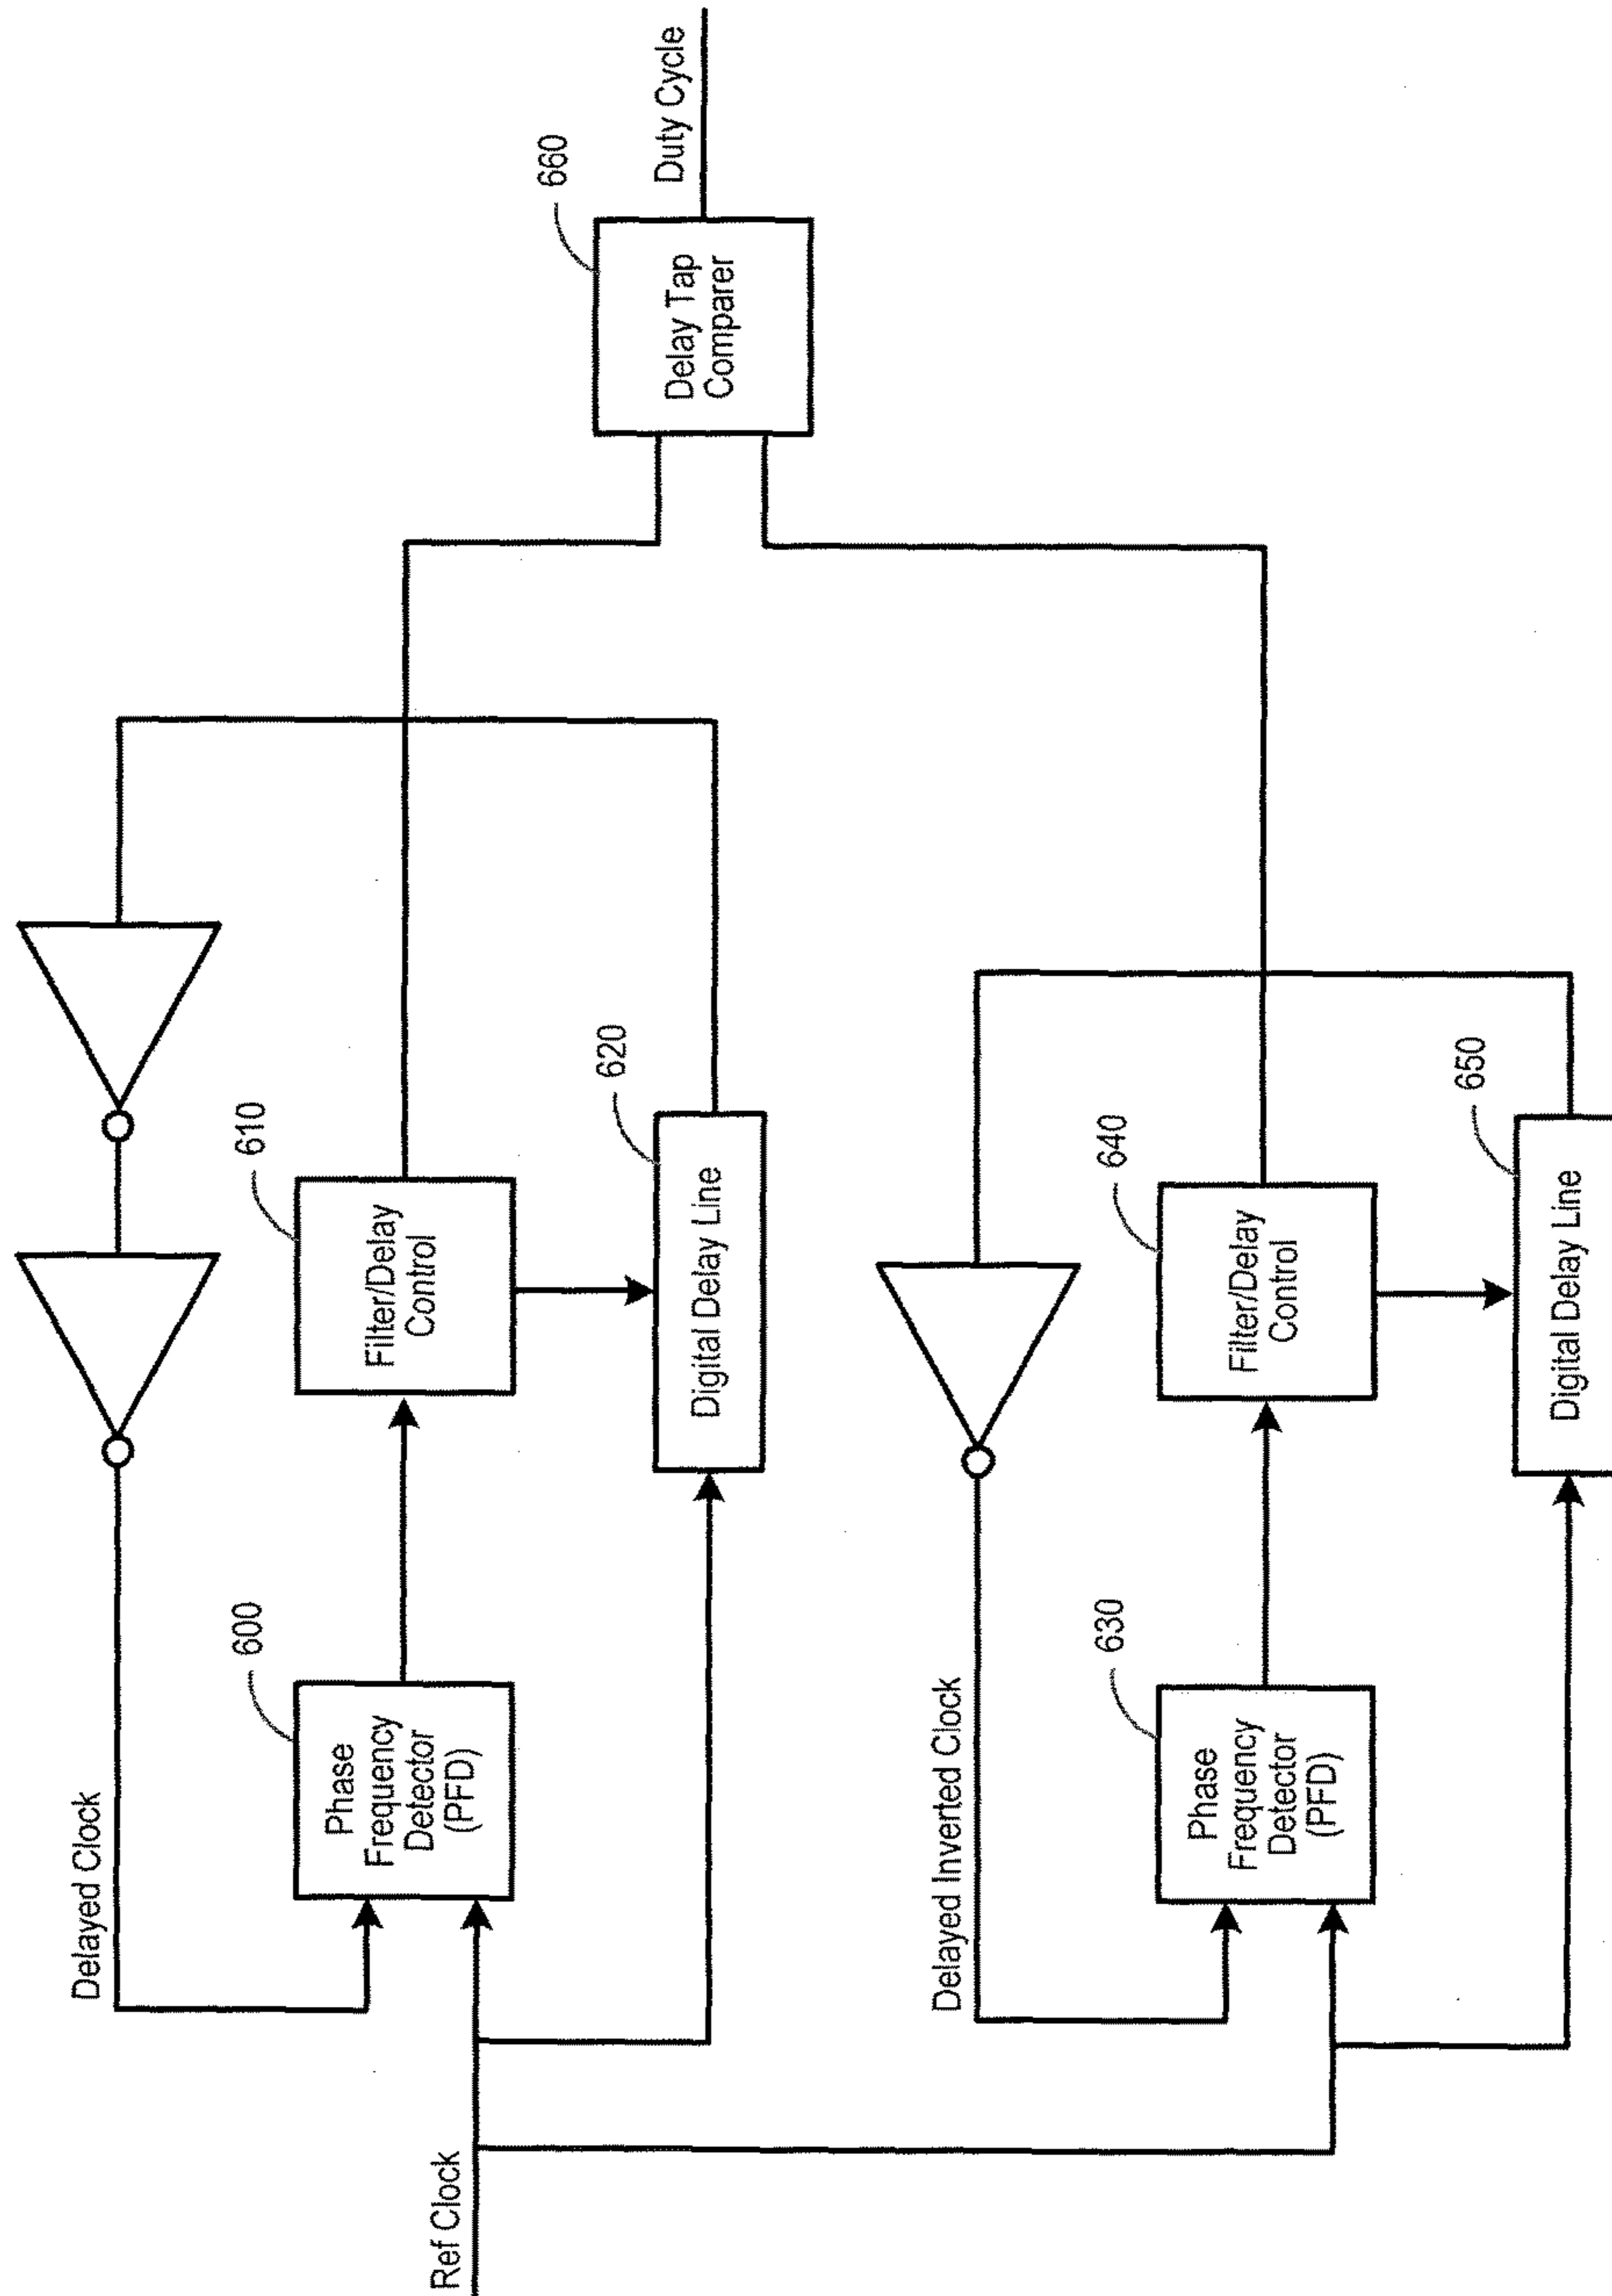 Delayed Clock
600
Phase
Frequency
Detector
(PFD)
610
Filter/Delay
Control
620
Digital Delay Line
Ref Clock
660
Delay Tap
Comparer
Duty Cycle
Delayed Inverted Clock
630
Phase
Frequency
Detector
(PFD)
640
Filter/Delay
Control
650
Digital Delay Line